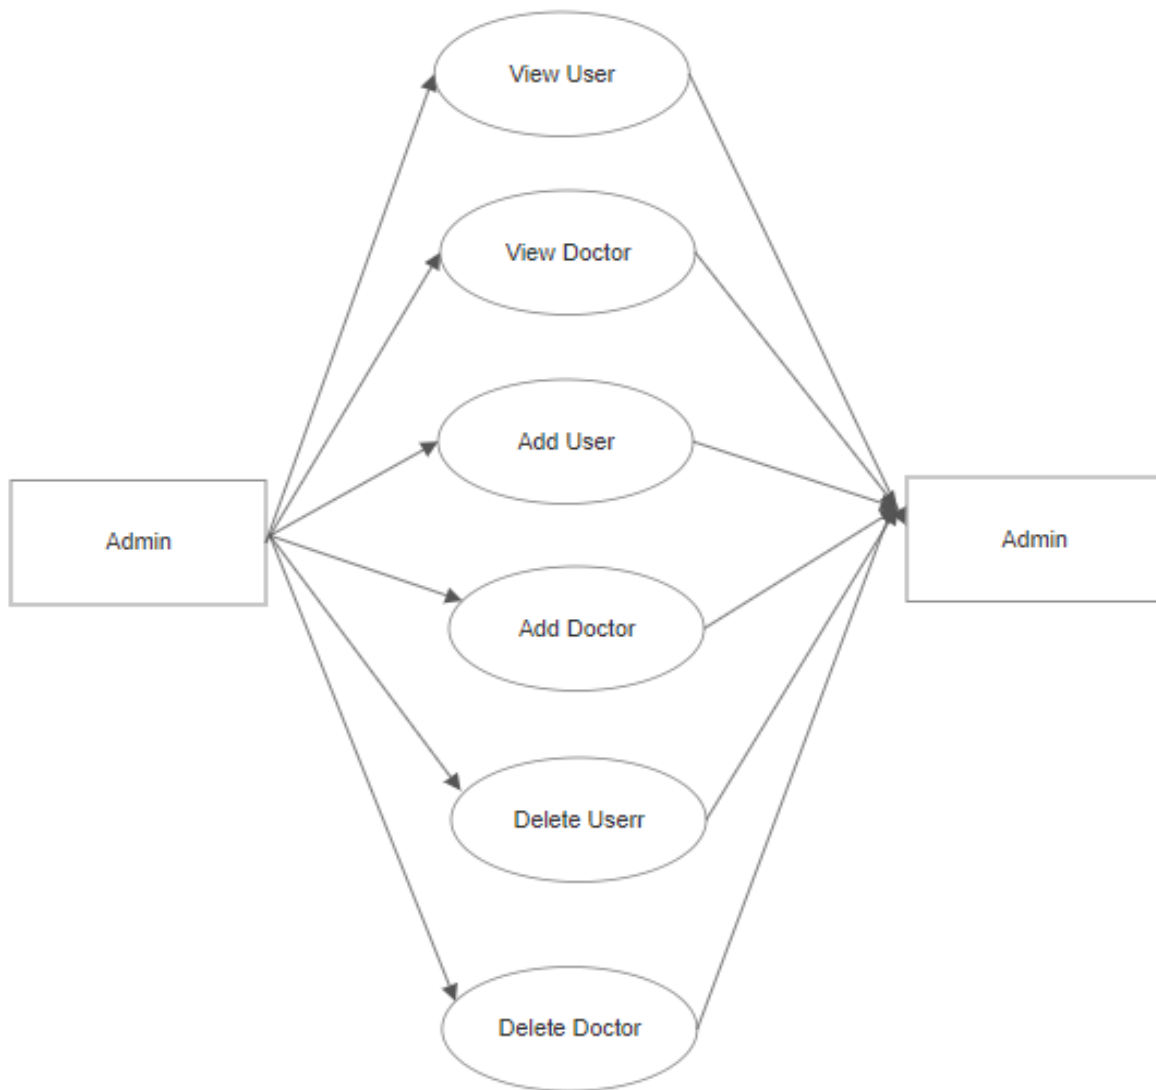 View User
View Doctor
Add User
Admin
Admin
Add Doctor
Delete Userr
Delete Doctor